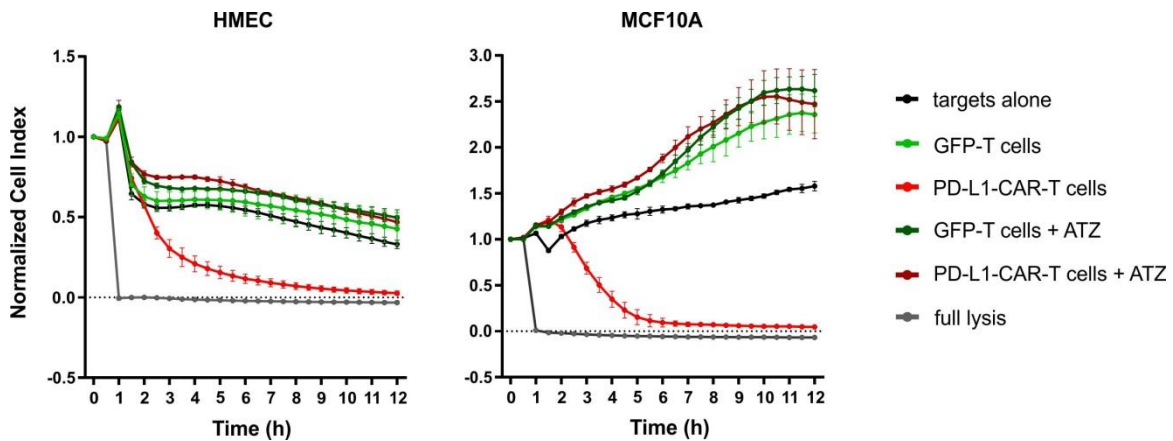 HMEC
Normalized Cell Index
1.5
1.0
0.5
0.0
-0.5
0 1 2 3 4 5 6 7 8 9 10 11 12
Time (h)
MCF10A
3.0
2.5
2.0
1.5
1.0
0.5
0.0
-0.5
0 1 2 3 4 5 6 7 8 9 10 11 12
Time (h)
targets alone
GFP-T cells
PD-L1-CAR-T cells
GFP-T cells + ATZ
PD-L1-CAR-T cells + ATZ
full lysis